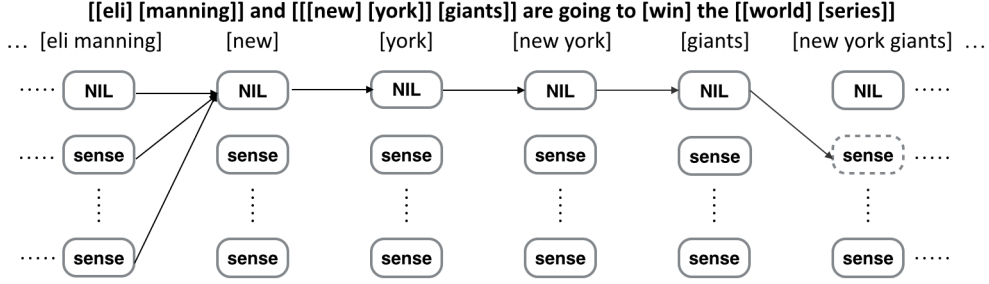 [[eli] [manning]] and [[[new] [york]] [giants]] are going to [win] the [[world] [series]]
... [eli manning] [new] [york] [new york] [giants] [new york giants] ...
..... NIL NIL NIL NIL NIL NIL .....
..... sense sense sense sense sense sense .....
..... sense sense sense sense sense sense .....